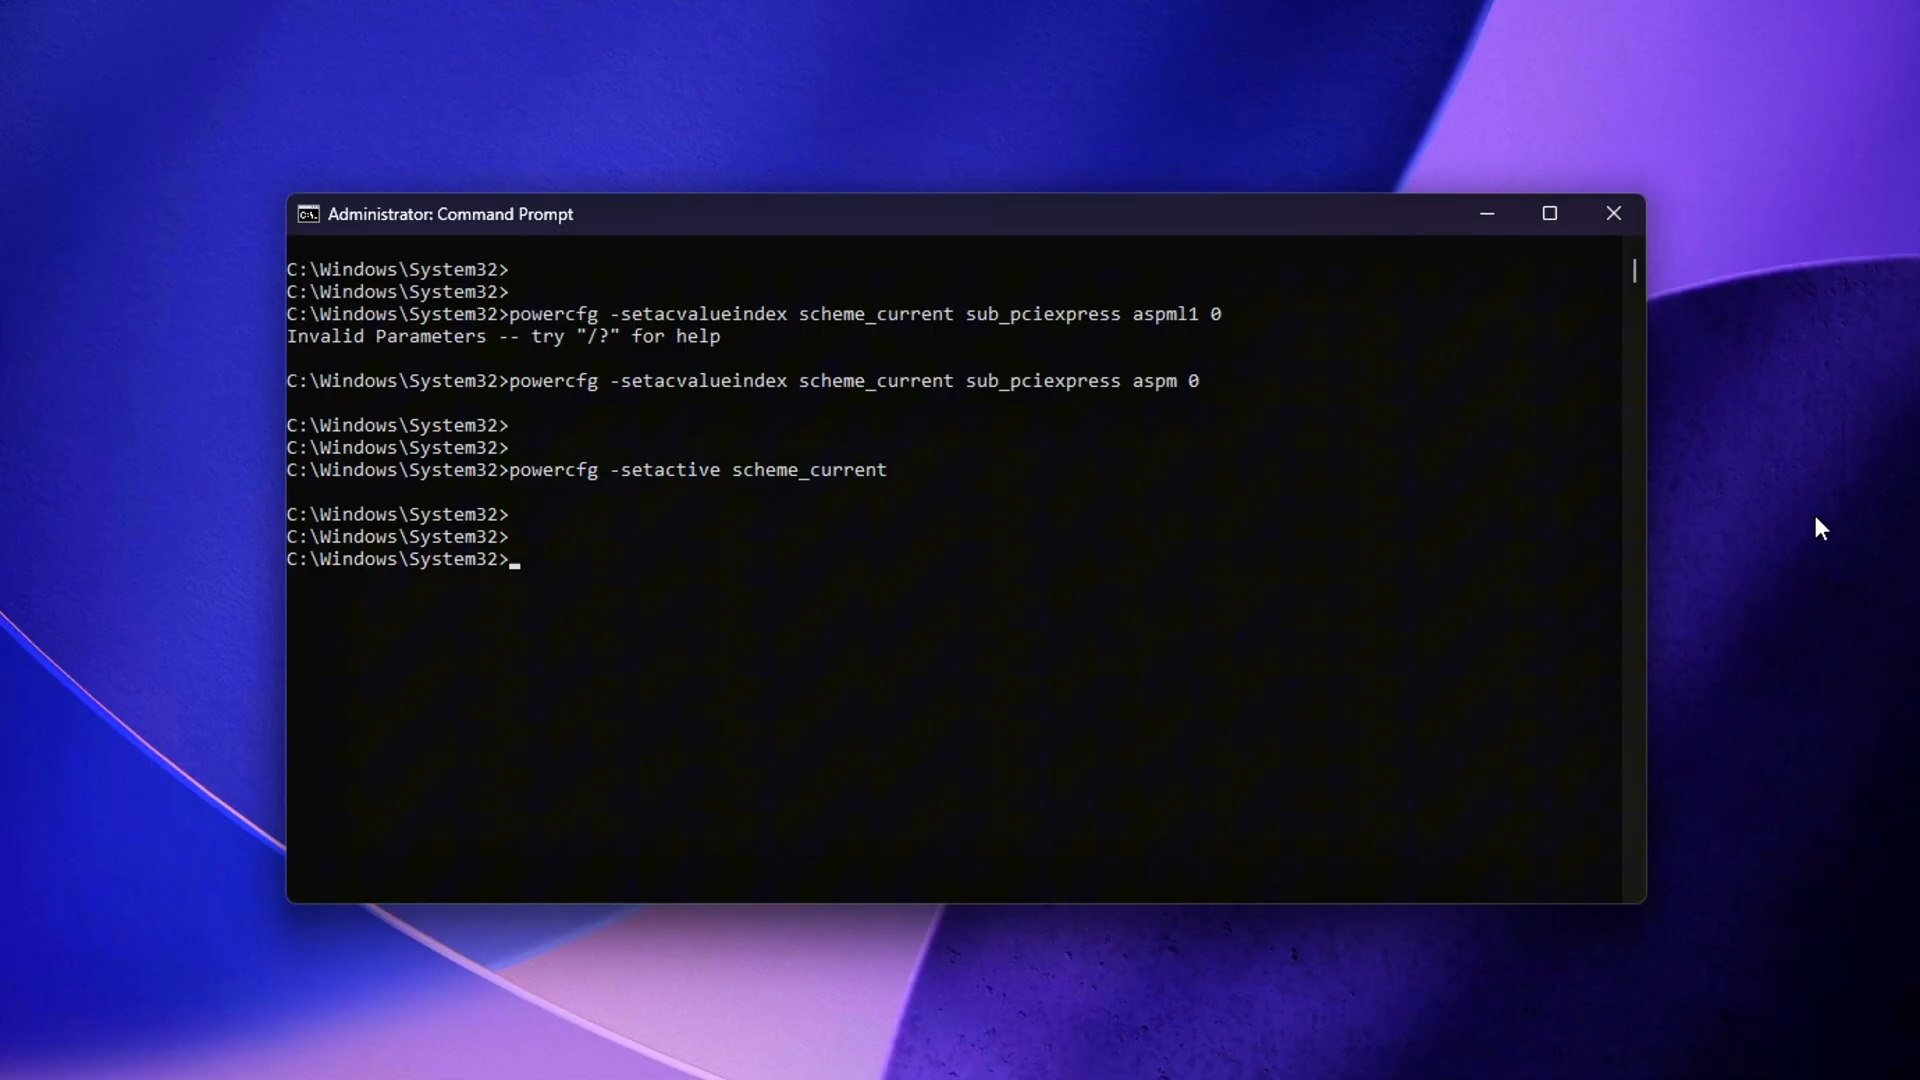 Administrator: Command Prompt
C:\Windows\System32>
C:\Windows\System32>
C:\Windows\System32>powercfg -setacvalueindex scheme_current sub_pciexpress aspml1 0
Invalid Parameters -- try "/?" for help
C:\Windows\System32>powercfg -setacvalueindex scheme_current sub_pciexpress aspm 0
C:\Windows\System32>
C:\Windows\System32>
C:\Windows\System32>powercfg -setactive scheme_current
C:\Windows\System32>
C:\Windows\System32>
C:\Windows\System32>